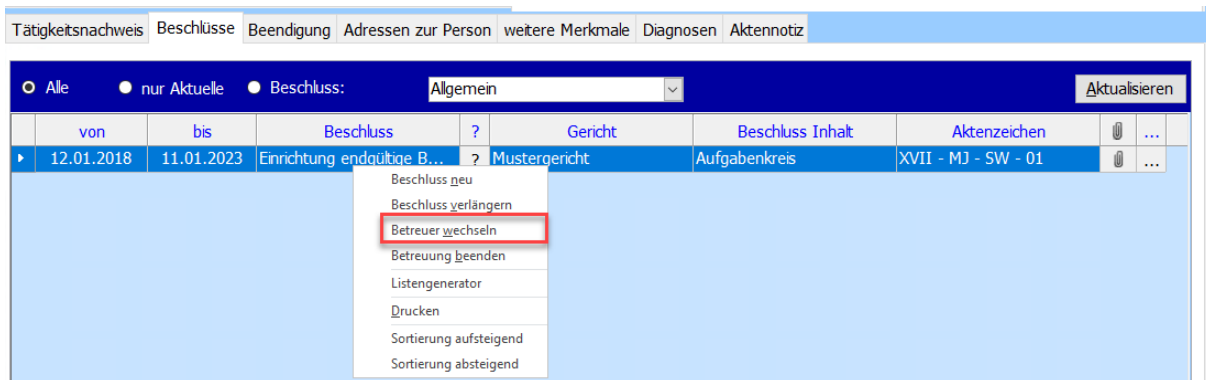 Tätigkeitsnachweis Beschlüsse Beendigung Adressen zur Person weitere Merkmale Diagnosen Aktennotiz
Alle nur Aktuelle Beschluss: Allgemein Aktualisieren
von bis Beschluss ? Gericht Beschluss Inhalt Aktenzeichen ...
12.01.2018 11.01.2023 Einrichtung endgültige B... ? Mustergericht Aufgabenkreis XVII - MJ - SW - 01 ...
Beschluss neu
Beschluss verlängern
Betreuer wechseln
Betreuung beenden
Listengenerator
Drucken
Sortierung aufsteigend
Sortierung absteigend